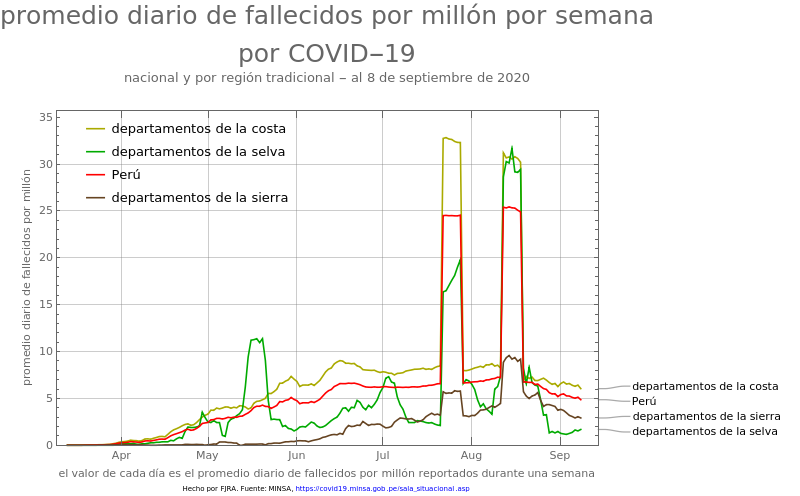 promedio diario de fallecidos por millón por semana
por COVID‒19
nacional y por región tradicional ‒ al 8 de septiembre de 2020
promedio diario de fallecidos por millón
35
30
25
20
15
10
5
0
departamentos de la costa
departamentos de la selva
Perú
departamentos de la sierra
departamentos de la costa
Perú
departamentos de la sierra
departamentos de la selva
Apr May Jun Jul Aug Sep
el valor de cada día es el promedio diario de fallecidos por millón reportados durante una semana
Hecho por FJRA. Fuente: MINSA, https://covid19.minsa.gob.pe/sala_situacional.asp